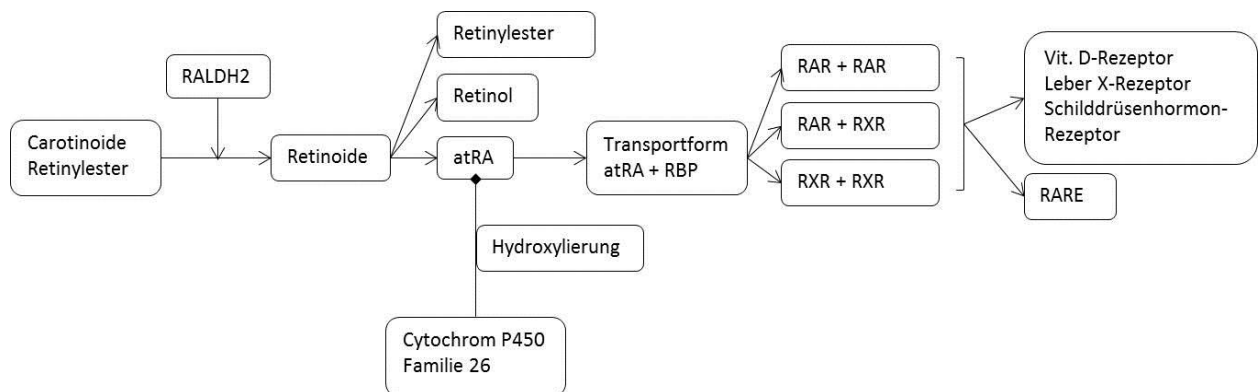 RALDH2
Carotinoide
Retinylester
Retinoide
Retinylester
Retinol
atRA
Hydroxylierung
Cytochrom P450
Familie 26
Transportform
atRA + RBP
RAR + RAR
RAR + RXR
RXR + RXR
Vit. D-Rezeptor
Leber X-Rezeptor
Schilddrüsenhormon-
Rezeptor
RARE